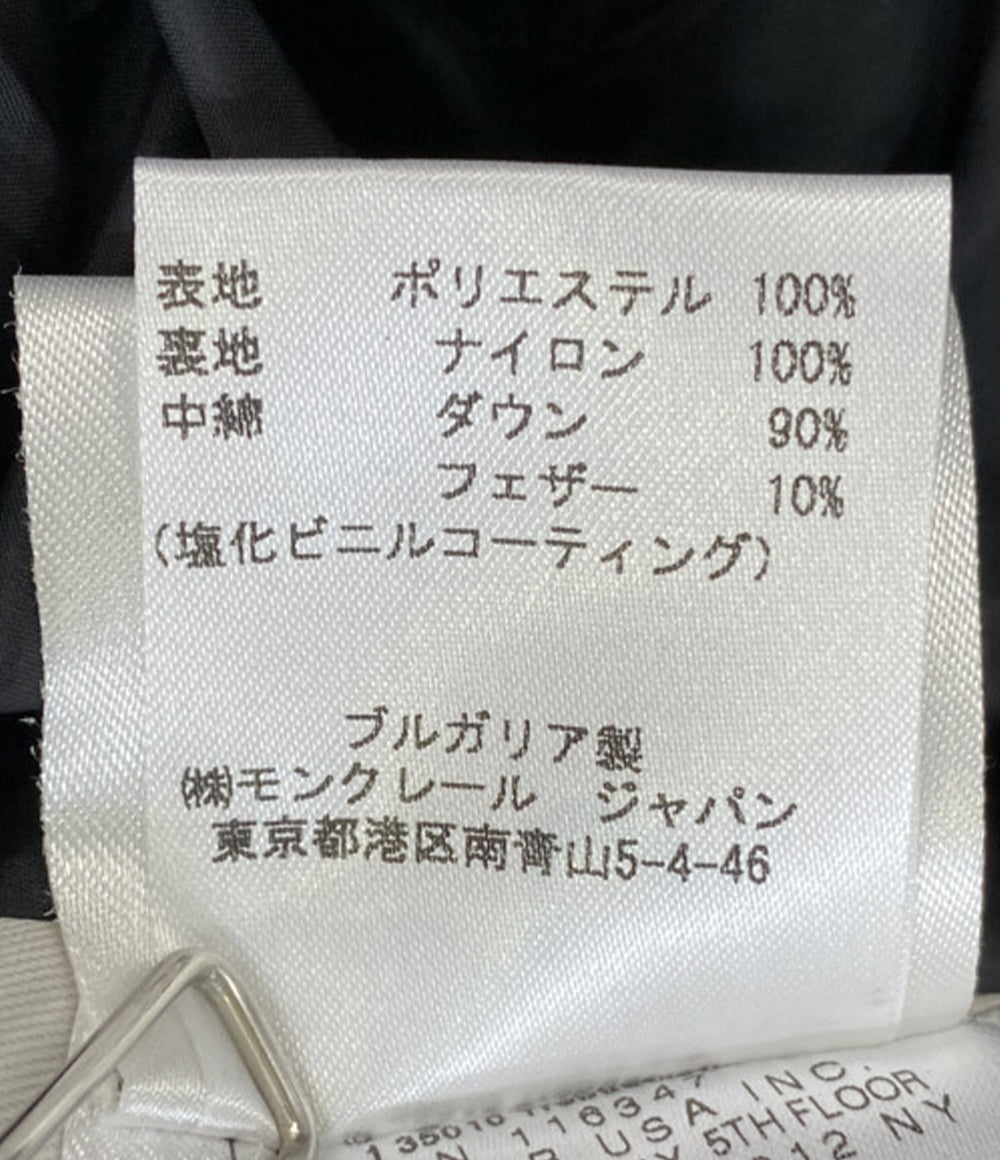 表地 ポリエステル 100%
裏地 ナイロン 100%
中綿 ダウン 90%
フェザー 10%
(塩化ビニルコーティング)
ブルガリア製
㈱モンクレール ジャパン
東京都港区南青山5-4-46
116347
USA INC.
5TH FLOOR
NY